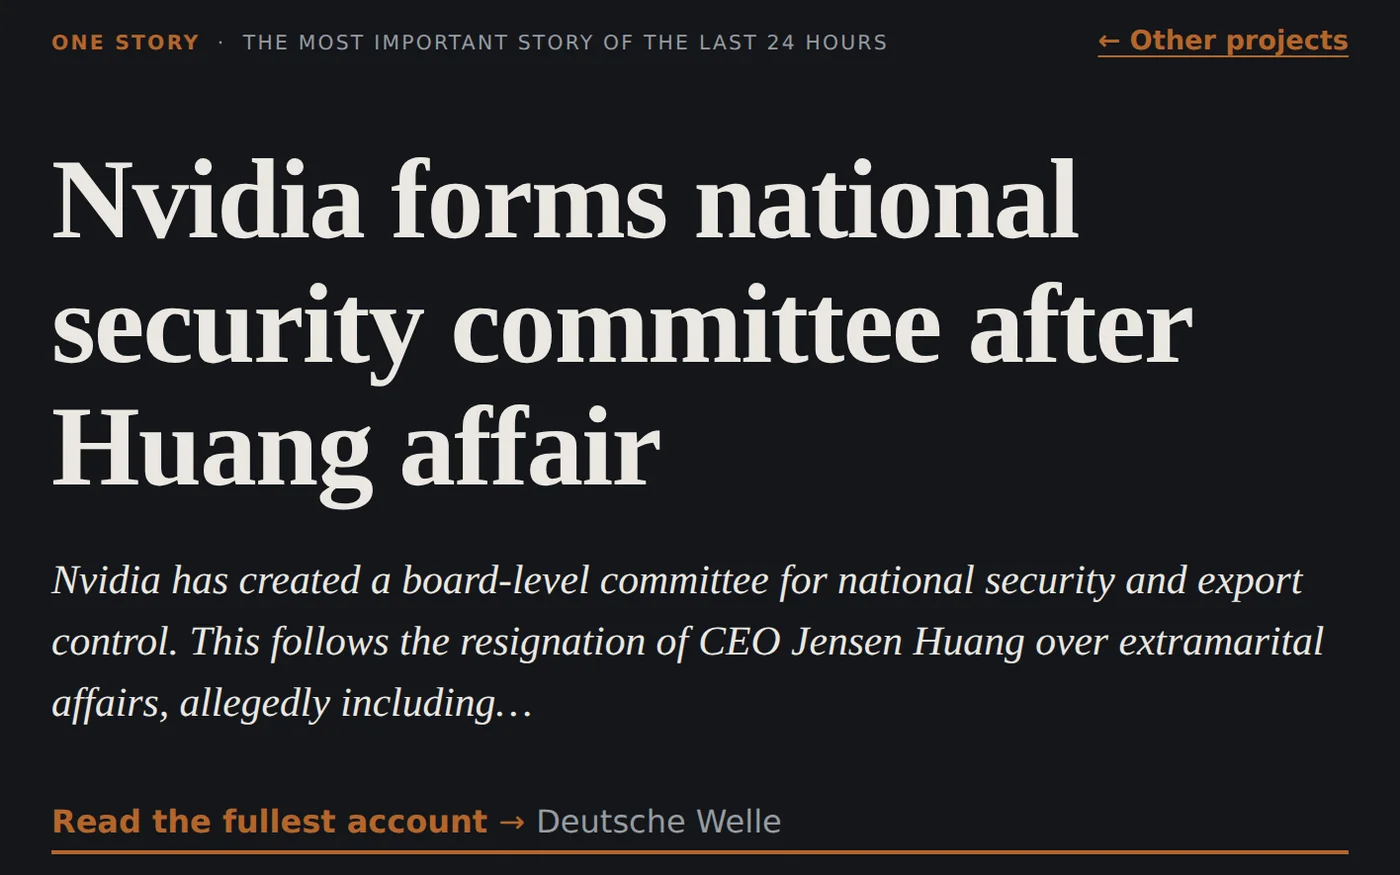 ONE STORY · THE MOST IMPORTANT STORY OF THE LAST 24 HOURS
← Other projects
Nvidia forms national
security committee after
Huang affair
Nvidia has created a board-level committee for national security and export
control. This follows the resignation of CEO Jensen Huang over extramarital
affairs, allegedly including…
Read the fullest account → Deutsche Welle